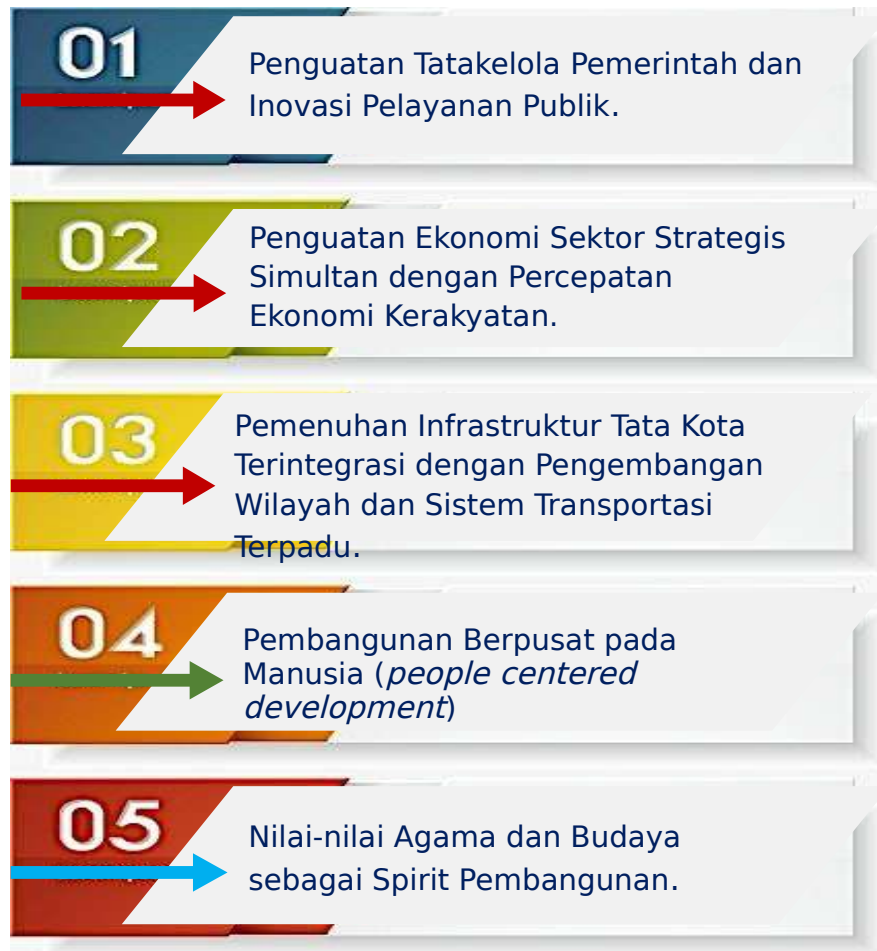 01
Penguatan Tatakelola Pemerintah dan
Inovasi Pelayanan Publik.
02
Penguatan Ekonomi Sektor Strategis
Simultan dengan Percepatan
Ekonomi Kerakyatan.
03
Pemenuhan Infrastruktur Tata Kota
Terintegrasi dengan Pengembangan
Wilayah dan Sistem Transportasi
Terpadu.
04
Pembangunan Berpusat pada
Manusia (people centered
development)
05
Nilai-nilai Agama dan Budaya
sebagai Spirit Pembangunan.